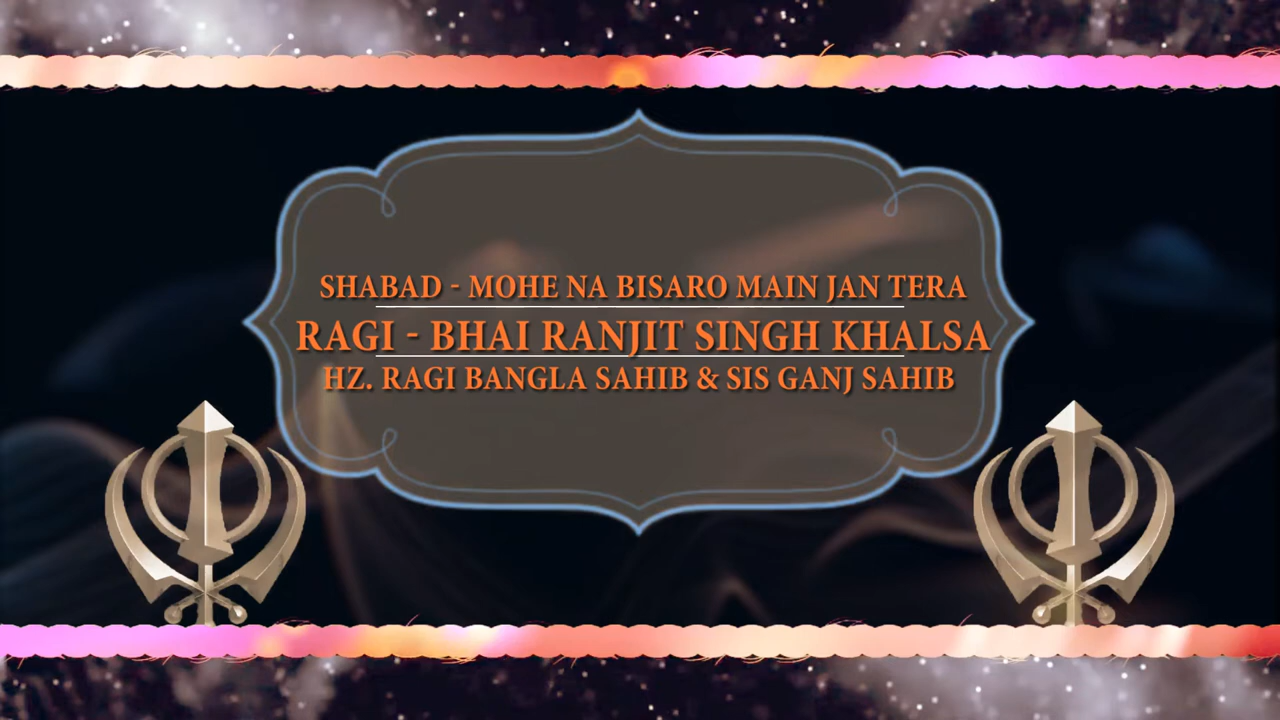 SHABAD - MOHE NA BISARO MAIN JAN TERA
RAGI - BHAI RANJIT SINGH KHALSA
HZ. RAGI BANGLA SAHIB & SIS GANJ SAHIB